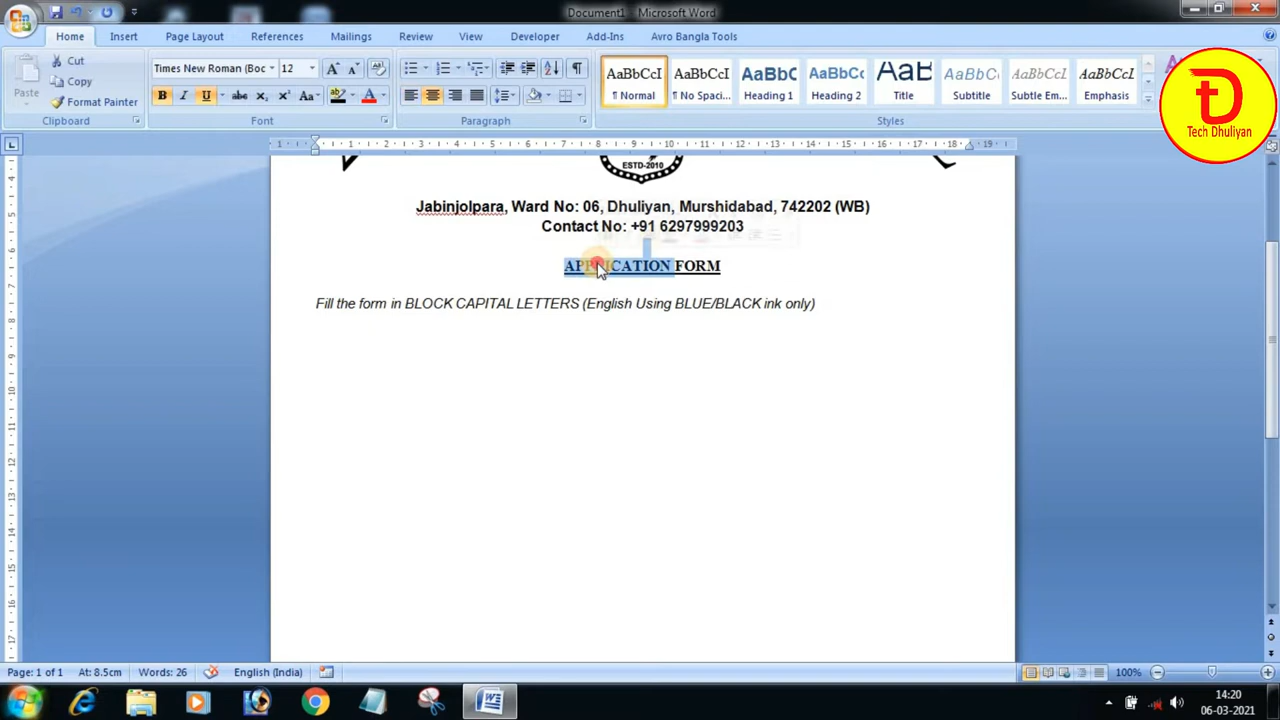 Document1 - Microsoft Word
Home Insert Page Layout References Mailings Review View Developer Add-Ins Avro Bangla Tools
Paste
Cut
Copy
Format Painter
Clipboard
Times New Roman (Boc 12
Font
Paragraph
AaBbCcI AaBbCcI AaBbC AaBbCc AaB AaBbCcI AaBbCcI AaBbCcI
¶ Normal ¶ No Spaci... Heading 1 Heading 2 Title Subtitle Subtle Em... Emphasis
Styles
Tech Dhuliyan
ESTD-2010
Jabinjolpara, Ward No: 06, Dhuliyan, Murshidabad, 742202 (WB)
Contact No: +91 6297999203
APPLICATION FORM
Fill the form in BLOCK CAPITAL LETTERS (English Using BLUE/BLACK ink only)
Page: 1 of 1 At: 8.5cm Words: 26 English (India) 100%
14:20
06-03-2021